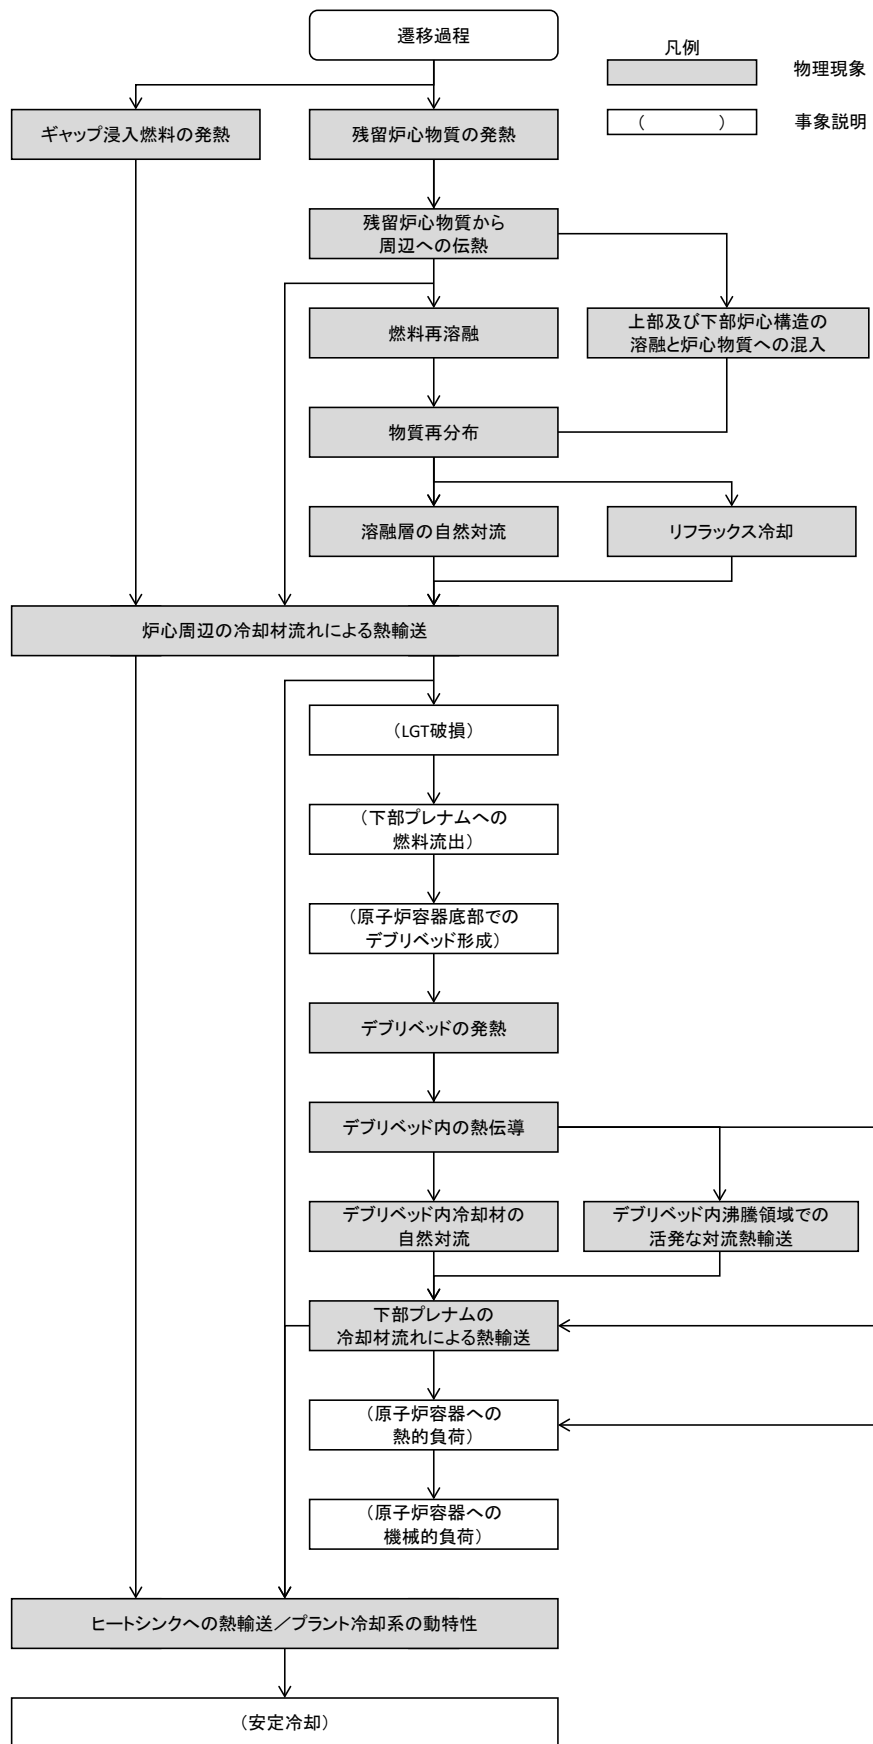 遷移過程
凡例
物理現象
(　　　　)
事象説明
ギャップ浸入燃料の発熱
残留炉心物質の発熱
残留炉心物質から
周辺への伝熱
燃料再溶融
上部及び下部炉心構造の
溶融と炉心物質への混入
物質再分布
溶融層の自然対流
リフラックス冷却
炉心周辺の冷却材流れによる熱輸送
（LGT破損）
（下部プレナムへの
燃料流出）
（原子炉容器底部での
デブリベッド形成）
デブリベッドの発熱
デブリベッド内の熱伝導
デブリベッド内冷却材の
自然対流
デブリベッド内沸騰領域での
活発な対流熱輸送
下部プレナムの
冷却材流れによる熱輸送
（原子炉容器への
熱的負荷）
（原子炉容器への
機械的負荷）
ヒートシンクへの熱輸送／プラント冷却系の動特性
（安定冷却）